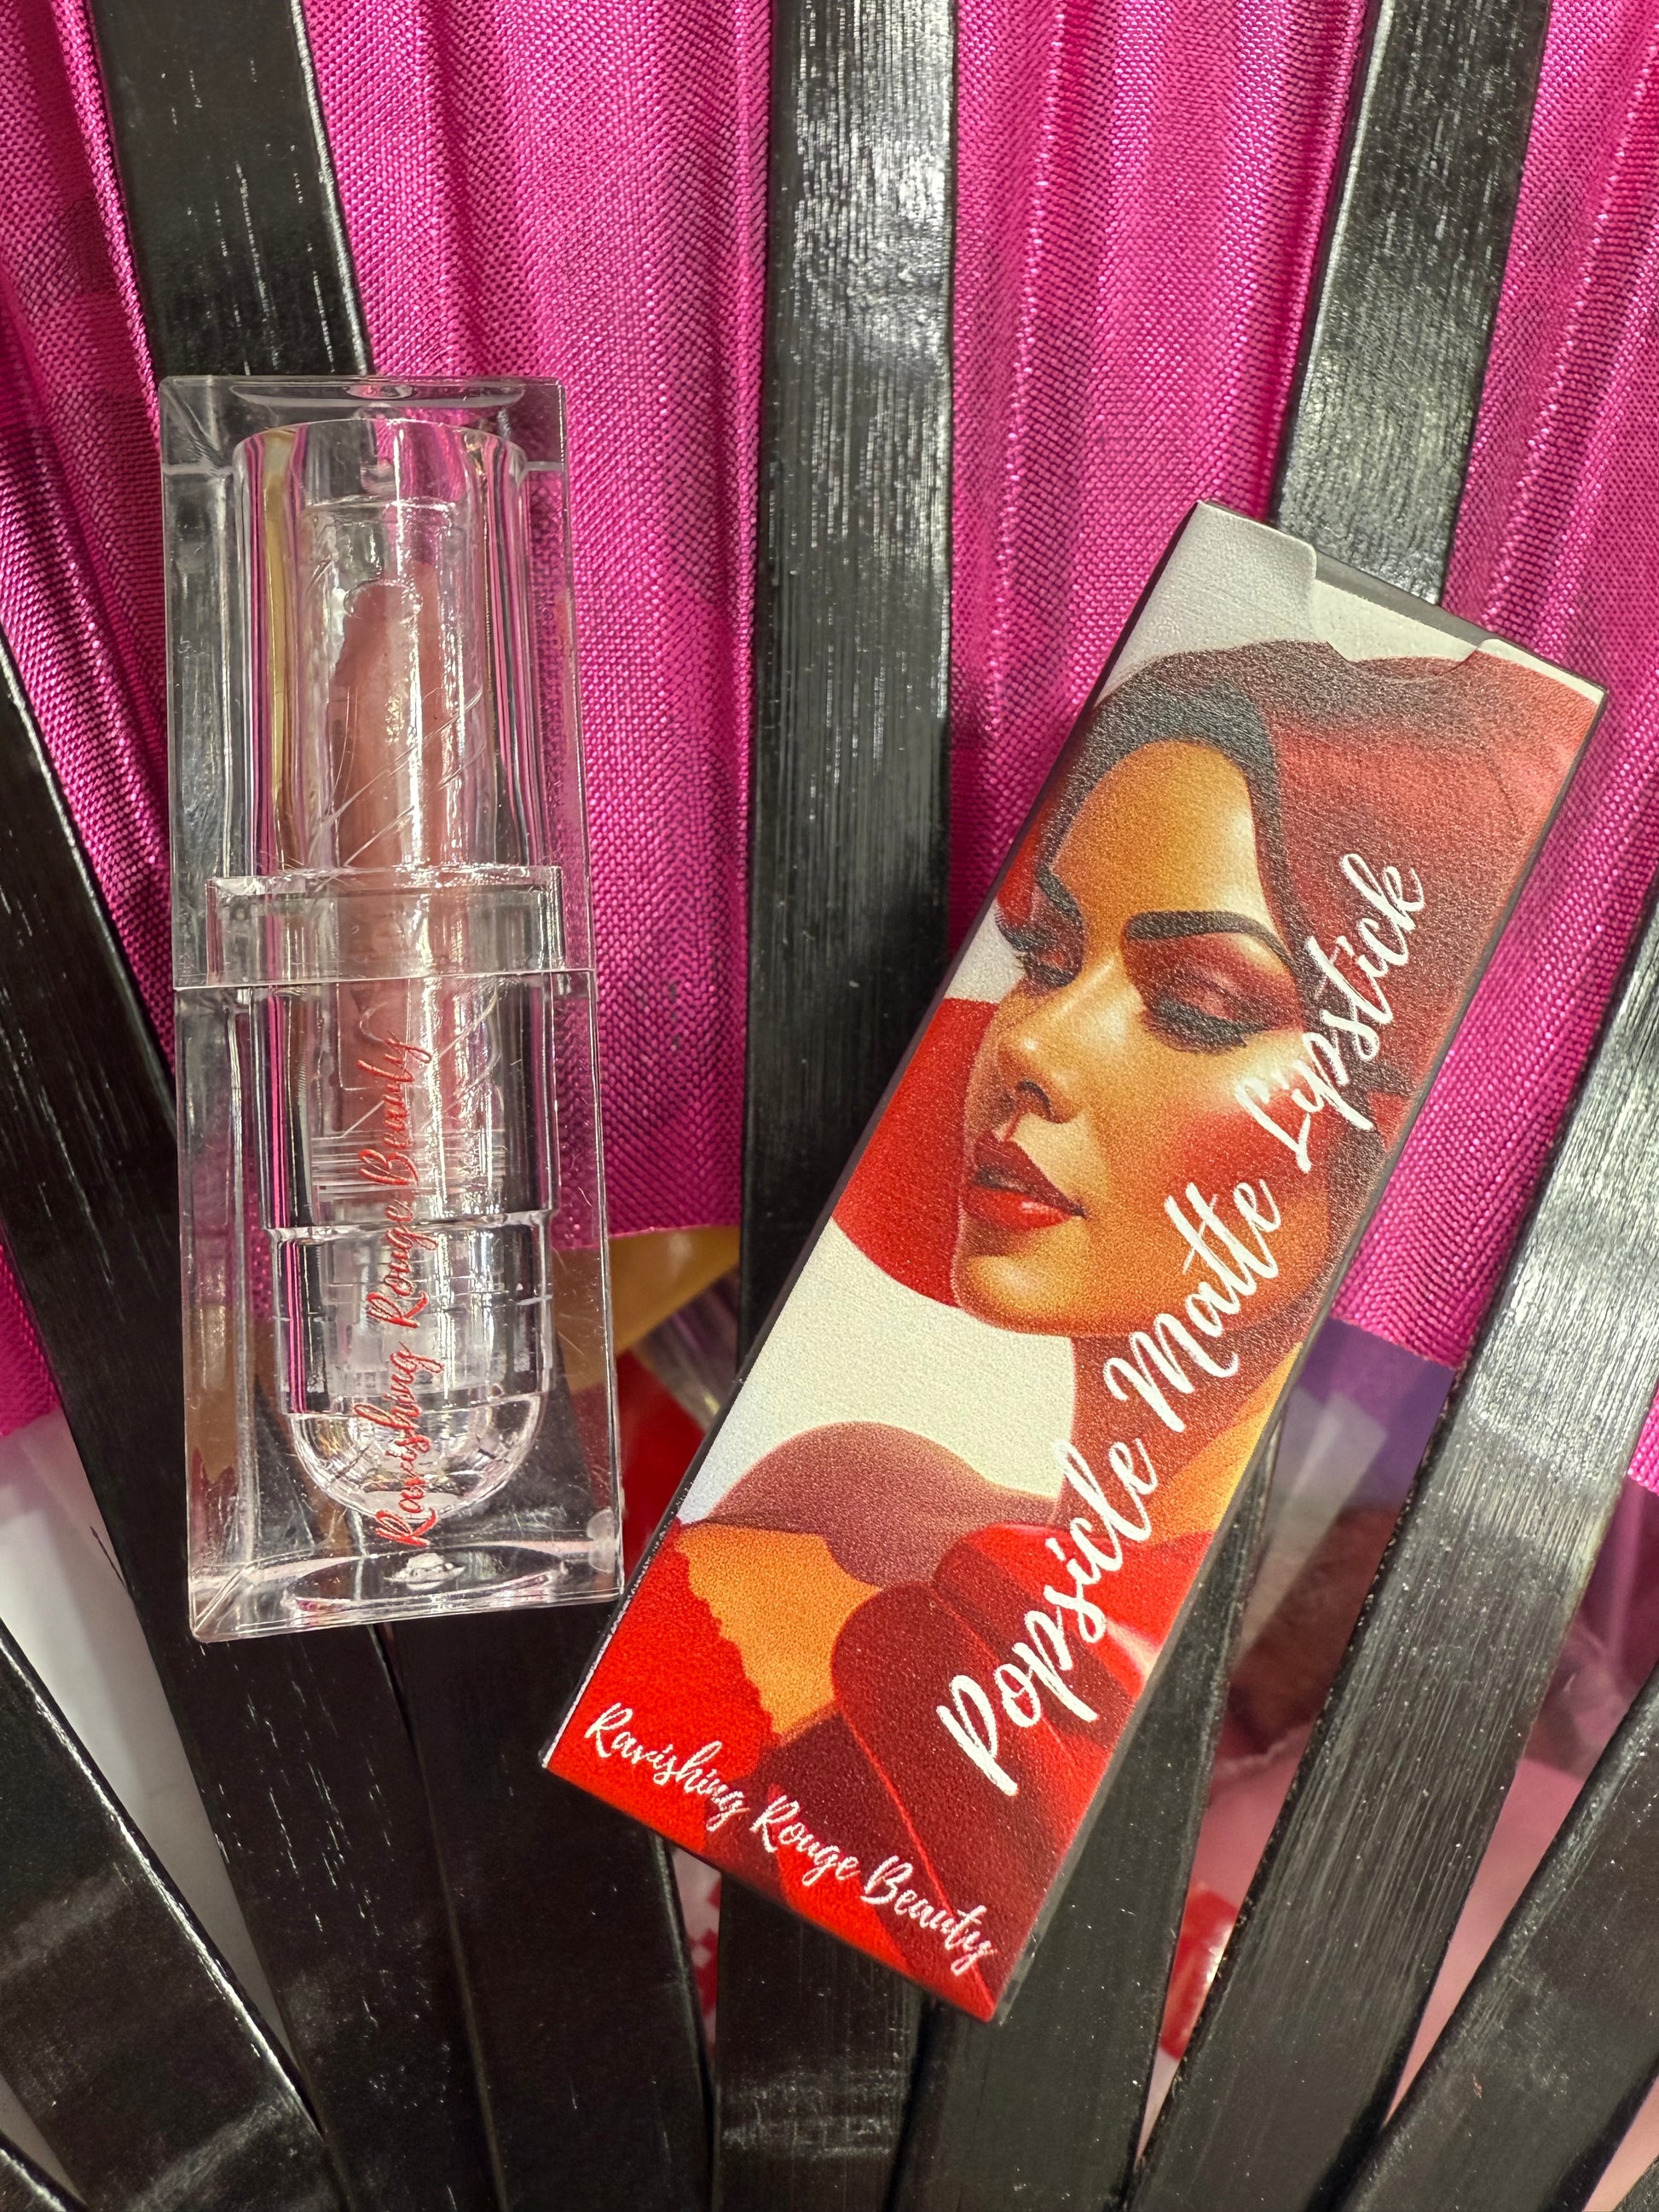 Ravishing Rouge Beauty
Popsicle Matte Lipstick
Ravishing Rouge Beauty